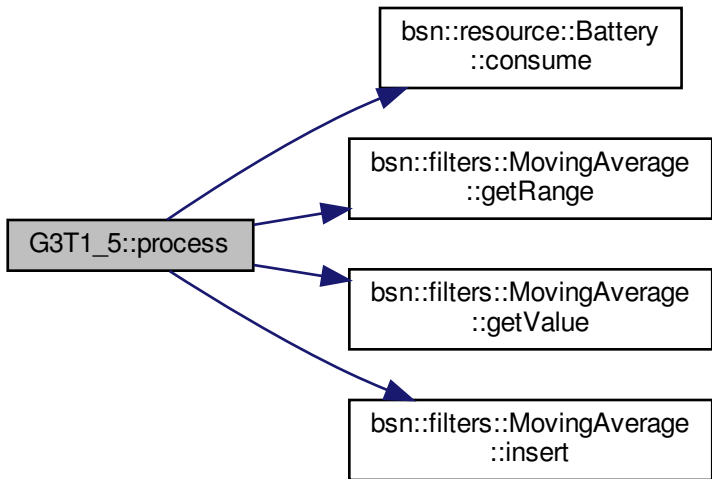 bsn::resource::Battery
::consume
bsn::filters::MovingAverage
::getRange
G3T1_5::process
bsn::filters::MovingAverage
::getValue
bsn::filters::MovingAverage
::insert